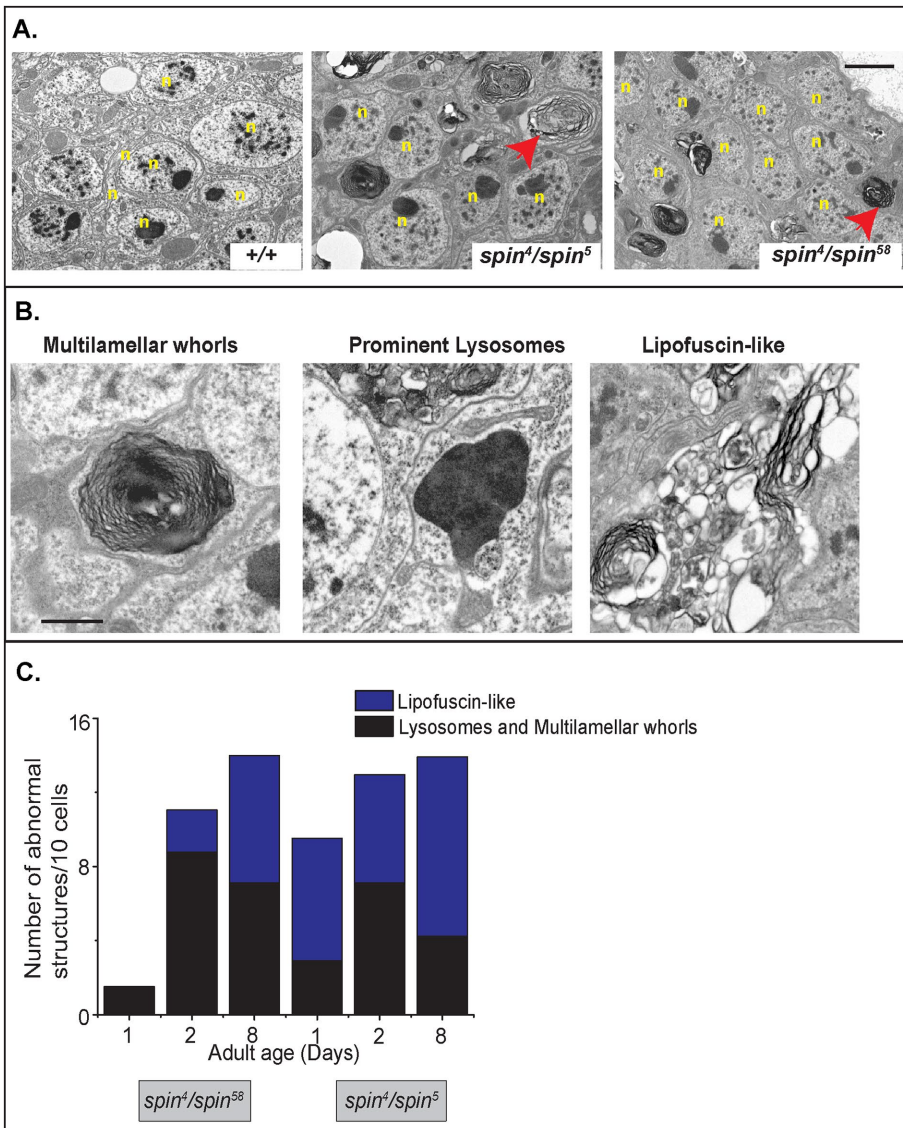 A.
n
n
n
n
n
n
n
+/+
n
n
n
n
n
spin⁴/spin⁵
n
n
n
n
n
n
n
n
n
n
spin⁴/spin⁵⁸
B.
Multilamellar whorls
Prominent Lysosomes
Lipofuscin-like
C.
Lipofuscin-like
Lysosomes and Multilamellar whorls
Number of abnormal
structures/10 cells
16
8
0
1 2 8 1 2 8
Adult age (Days)
spin⁴/spin⁵⁸
spin⁴/spin⁵